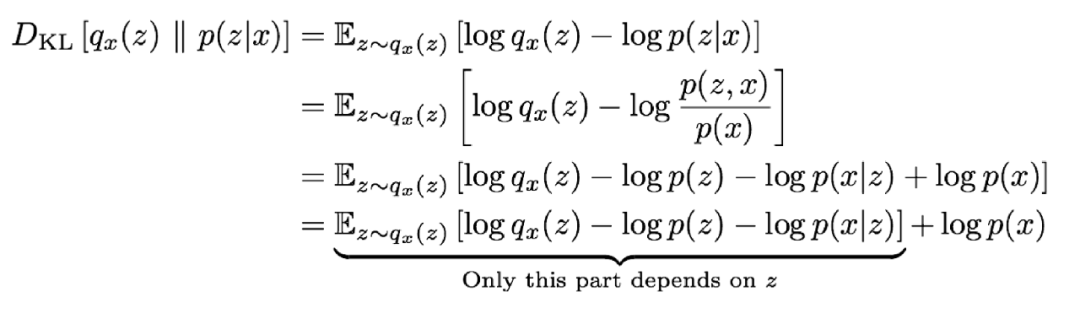 D_KL [q_x(z) ∥ p(z|x)] = 𝔼_{z∼q_x(z)} [log q_x(z) − log p(z|x)]
= 𝔼_{z∼q_x(z)} [log q_x(z) − log \frac{p(z, x)}{p(x)}]
= 𝔼_{z∼q_x(z)} [log q_x(z) − log p(z) − log p(x|z) + log p(x)]
= 𝔼_{z∼q_x(z)} [log q_x(z) − log p(z) − log p(x|z)] + log p(x)
Only this part depends on z